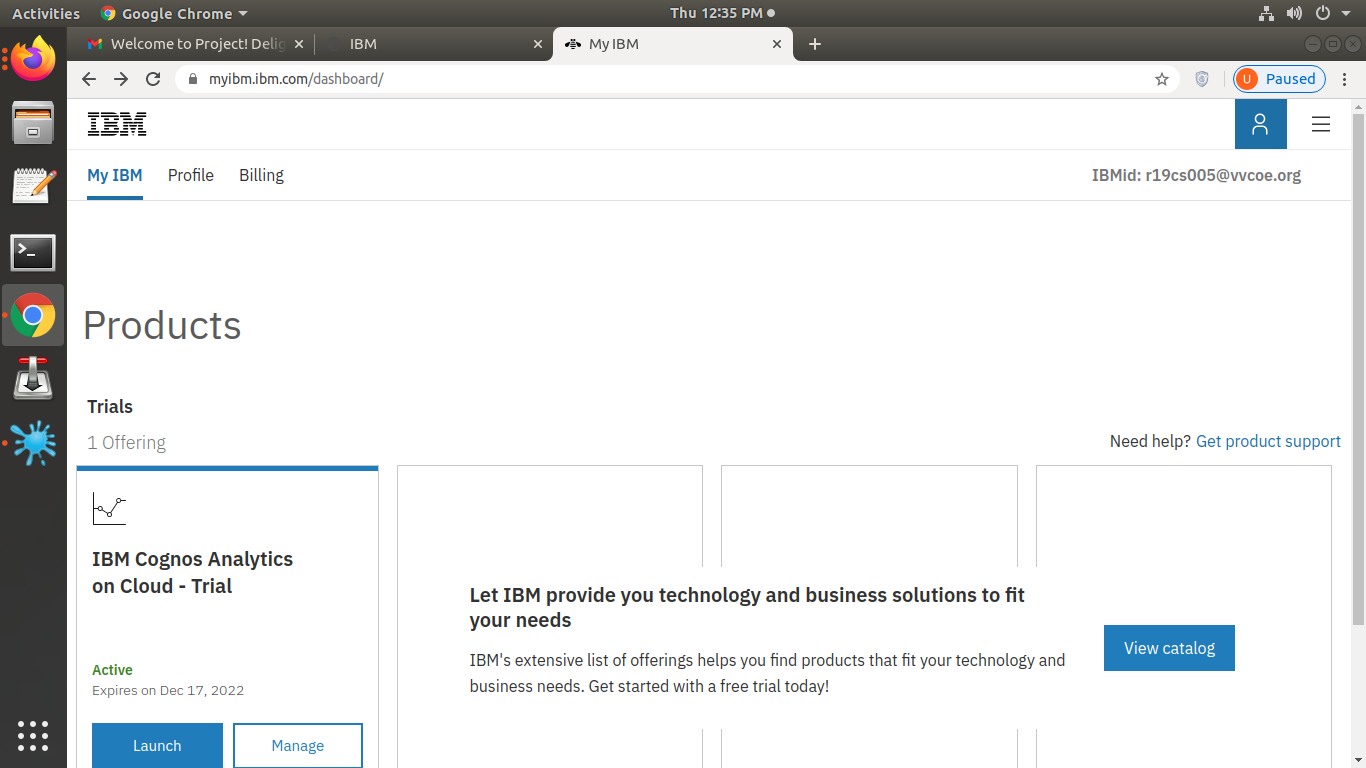 Activities
Google Chrome
Thu 12:35 PM
Welcome to Project! Delig
IBM
My IBM
myibm.ibm.com/dashboard/
U
Paused
IBM
My IBM
Profile
Billing
IBMid: r19cs005@vvcoe.org
Products
Trials
1 Offering
Need help? Get product support
IBM Cognos Analytics
on Cloud - Trial
Active
Expires on Dec 17, 2022
Launch
Manage
Let IBM provide you technology and business solutions to fit
your needs
IBM's extensive list of offerings helps you find products that fit your technology and
business needs. Get started with a free trial today!
View catalog